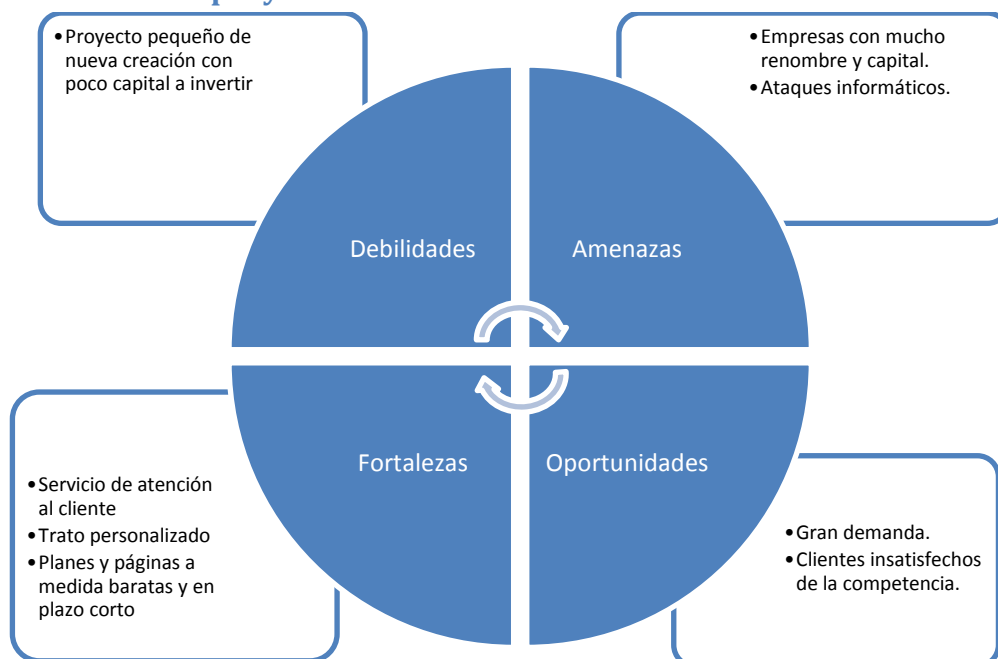 • Proyecto pequeño de
nueva creación con
poco capital a invertir
• Empresas con mucho
renombre y capital.
• Ataques informáticos.
Debilidades
Amenazas
Fortalezas
Oportunidades
• Servicio de atención
al cliente
• Trato personalizado
• Planes y páginas a
medida baratas y en
plazo corto
• Gran demanda.
• Clientes insatisfechos
de la competencia.